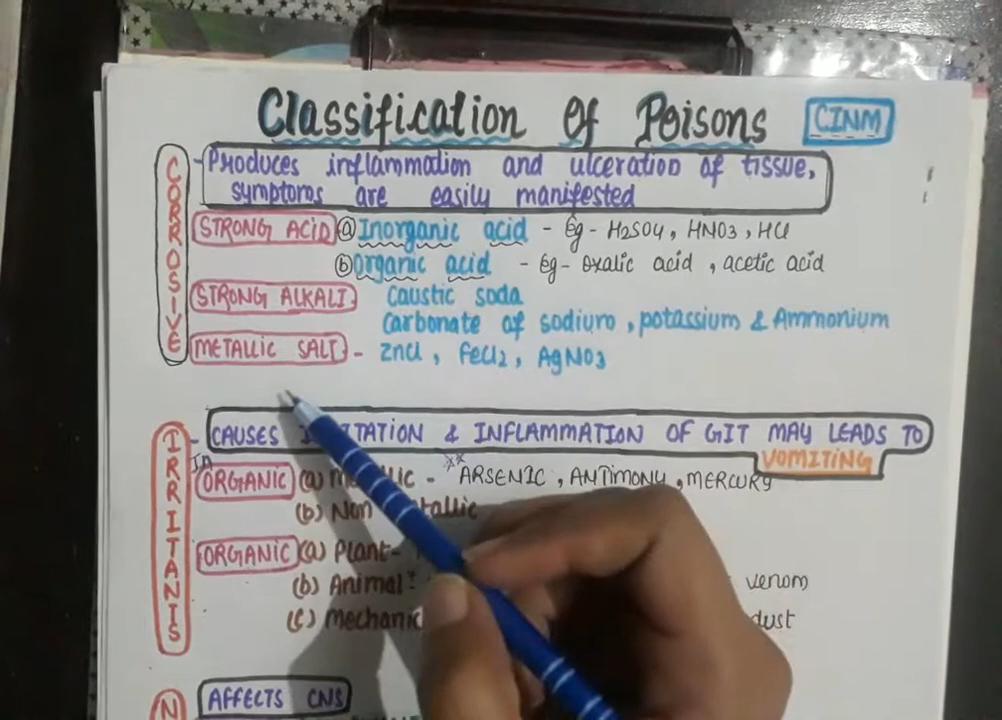 Classification of Poisons CINM
CORROSIVE
- Produces inflammation and ulceration of tissue,
symptoms are easily manifested
STRONG ACID (a) Inorganic acid - Eg - H2SO4, HNO3, HCl
(b) Organic acid - Eg - Oxalic acid, acetic acid
STRONG ALKALI Caustic soda
Carbonate of sodium, potassium & Ammonium
METALLIC SALT - ZnCl, FeCl2, AgNO3
IRRITANTS
- CAUSES & INFLAMMATION OF GIT MAY LEADS TO
VOMITING
In
ORGANIC (a) - ** ARSENIC, ANTIMONY, MERCURY
(b) Non
ORGANIC (a) Plant-
(b) Animal venom
(c) dust
N
AFFECTS CNS